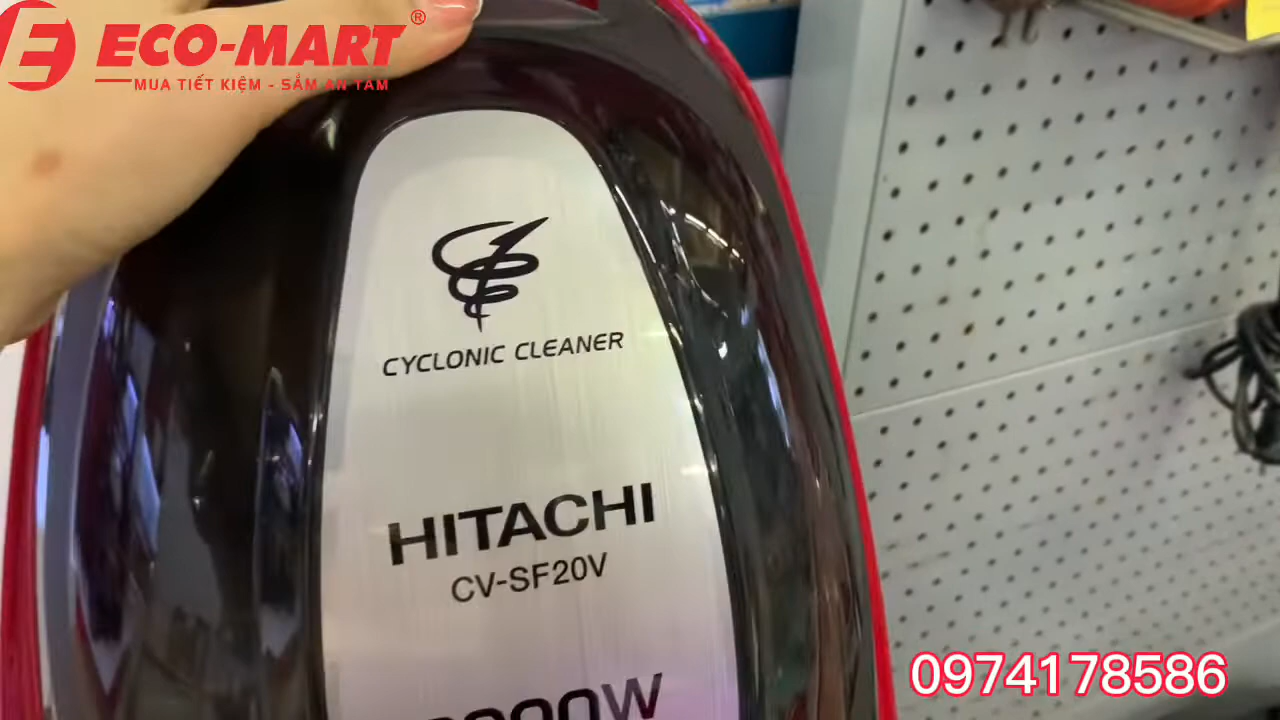 ECO-MART®
MUA TIẾT KIỆM - SẮM AN TÂM
CYCLONIC CLEANER
HITACHI
CV-SF20V
0974178586